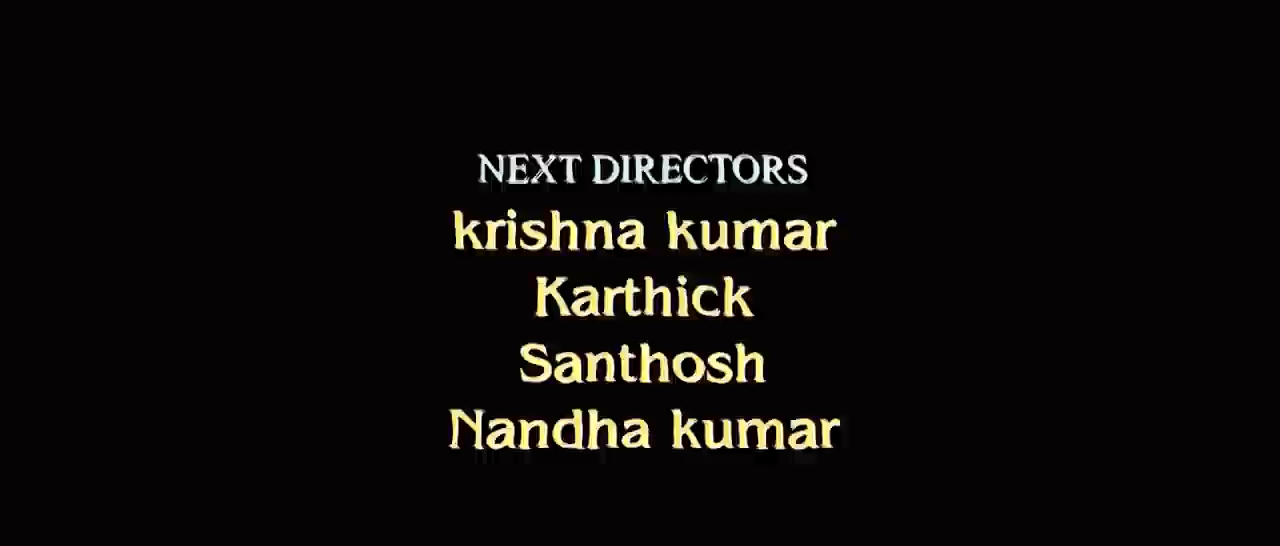 NEXT DIRECTORS
krishna kumar
Karthick
Santhosh
Nandha kumar